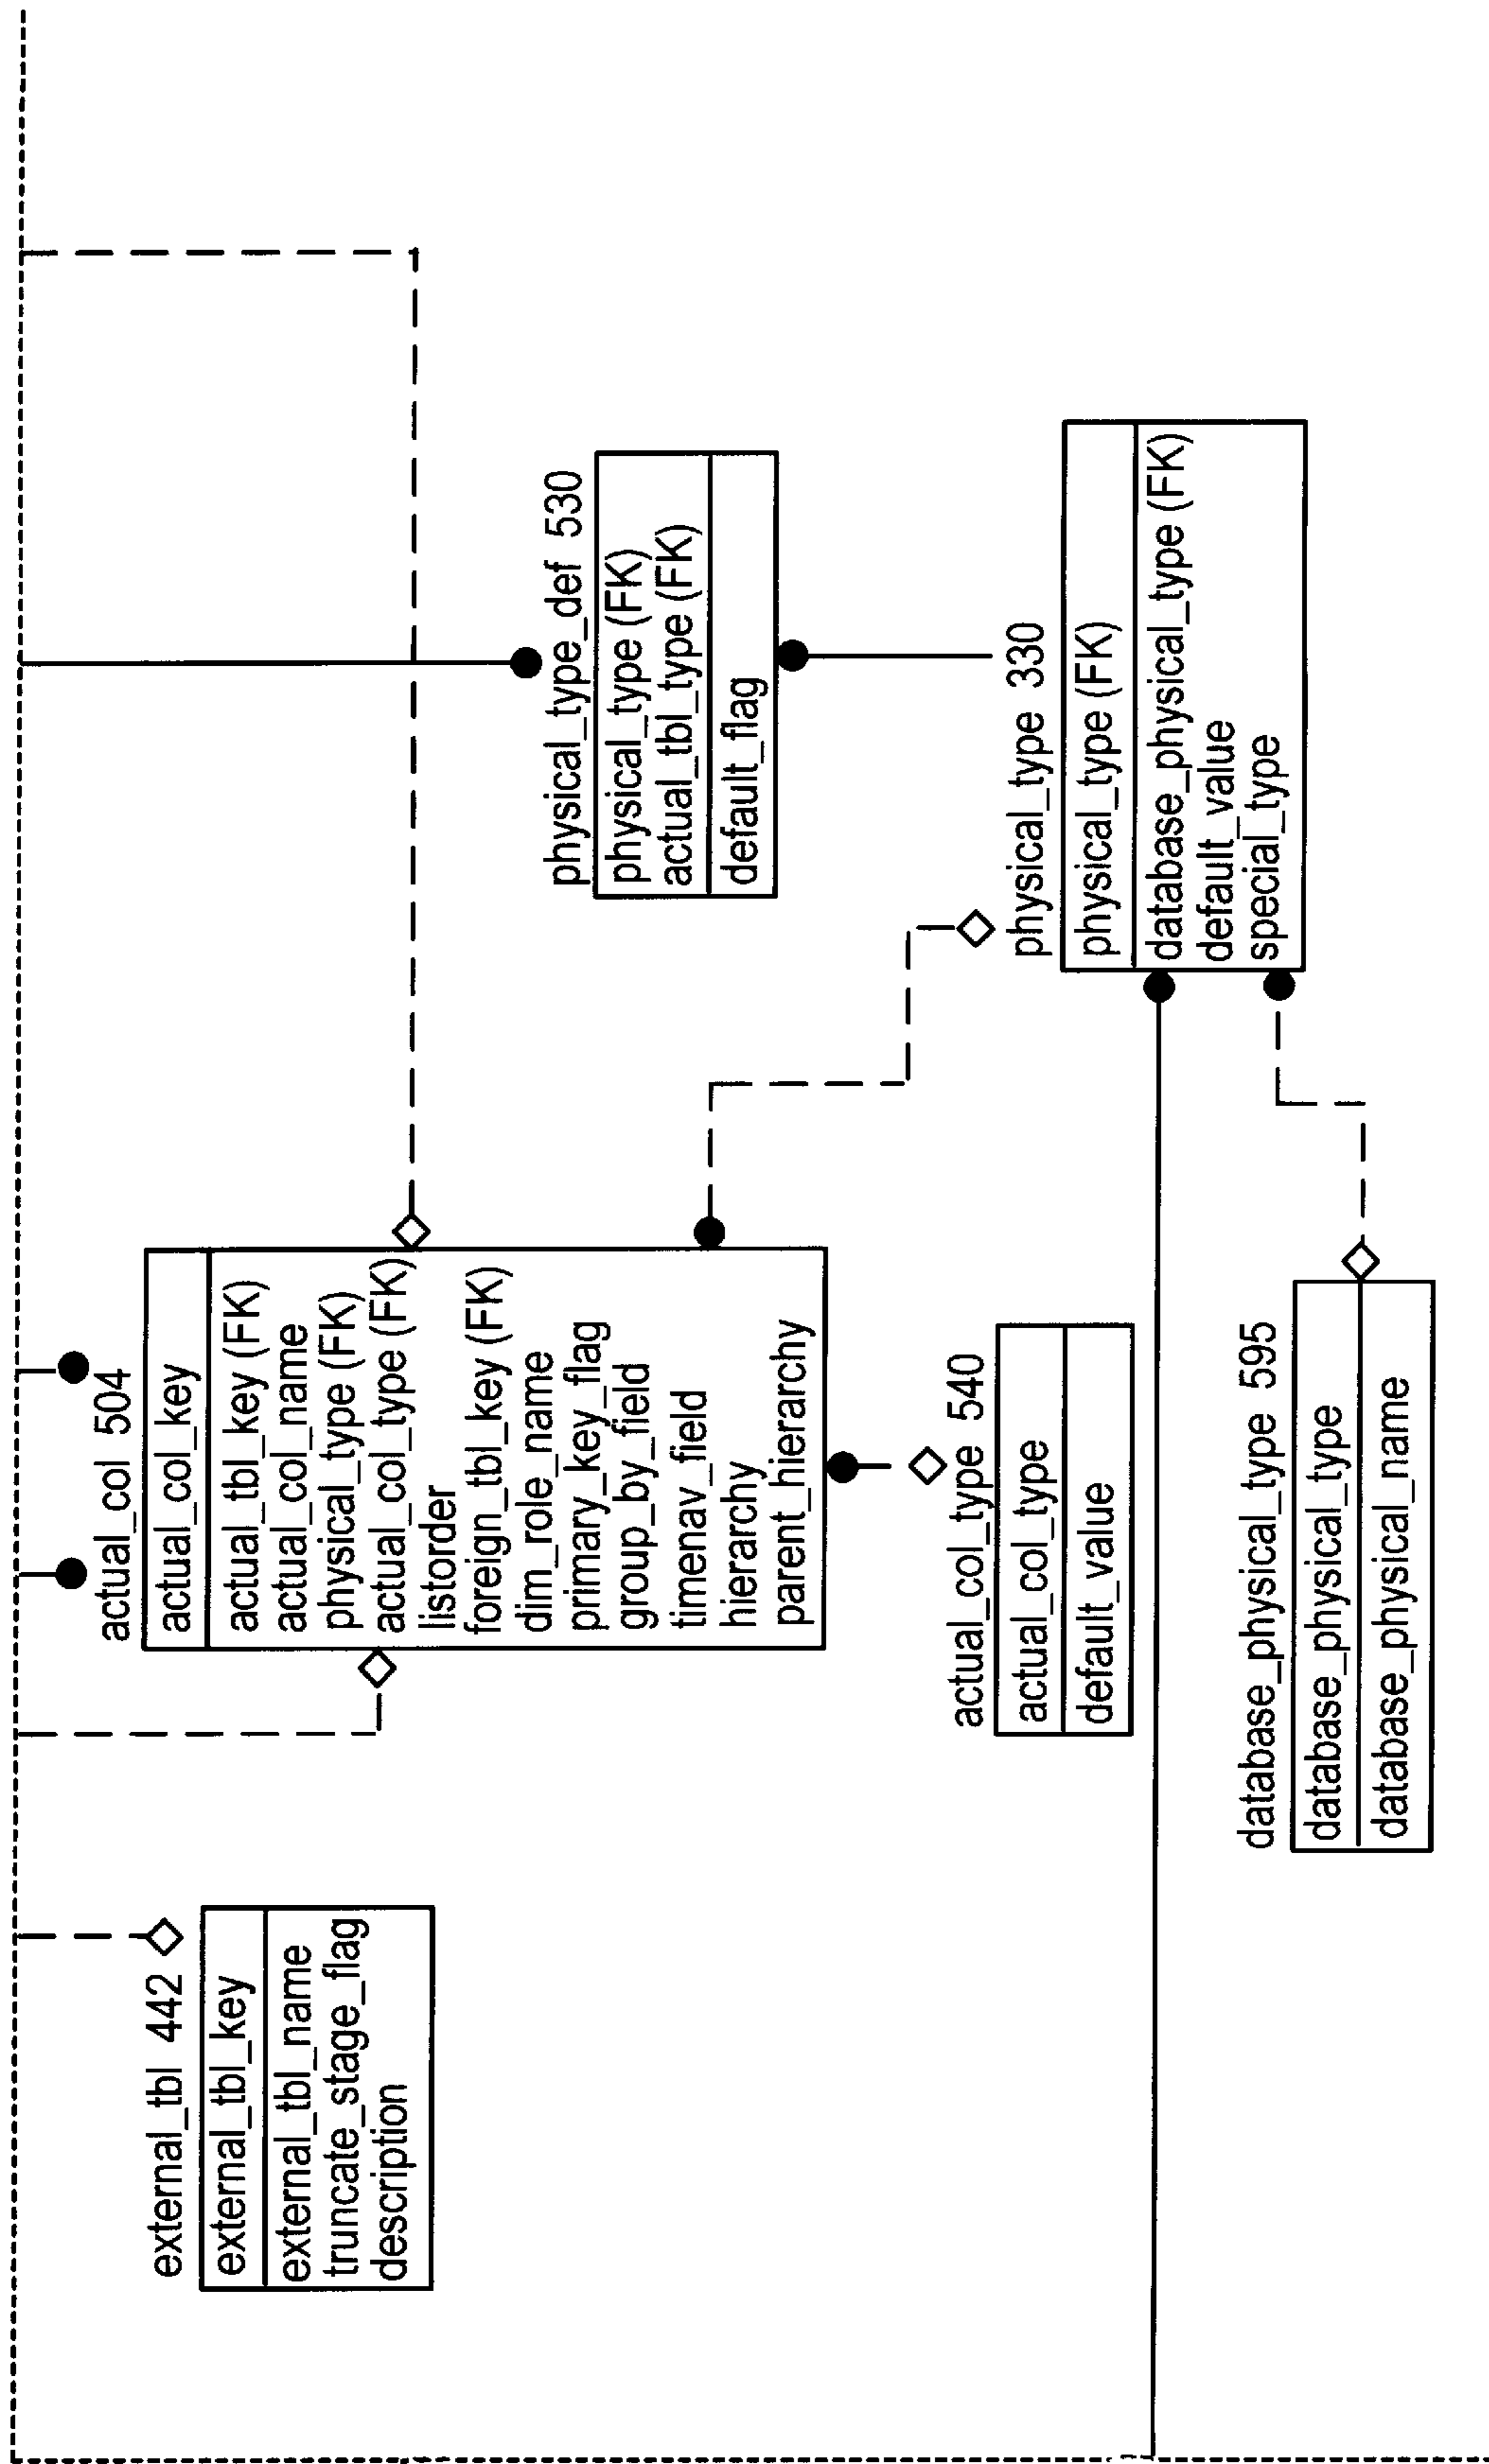 external_tbl 442
external_tbl_key
external_tbl_name
truncate_stage_flag
description
actual_col 504
actual_col_key
actual_tbl_key (FK)
actual_col_name
physical_type (FK)
actual_col_type (FK)
listorder
foreign_tbl_key (FK)
dim_role_name
primary_key_flag
group_by_field
timenav_field
hierarchy
parent_hierarchy
physical_type_def 530
physical_type (FK)
actual_tbl_type (FK)
default_flag
actual_col_type 540
actual_col_type
default_value
physical_type 330
physical_type (FK)
database_physical_type (FK)
default_value
special_type
database_physical_type 595
database_physical_type
database_physical_name